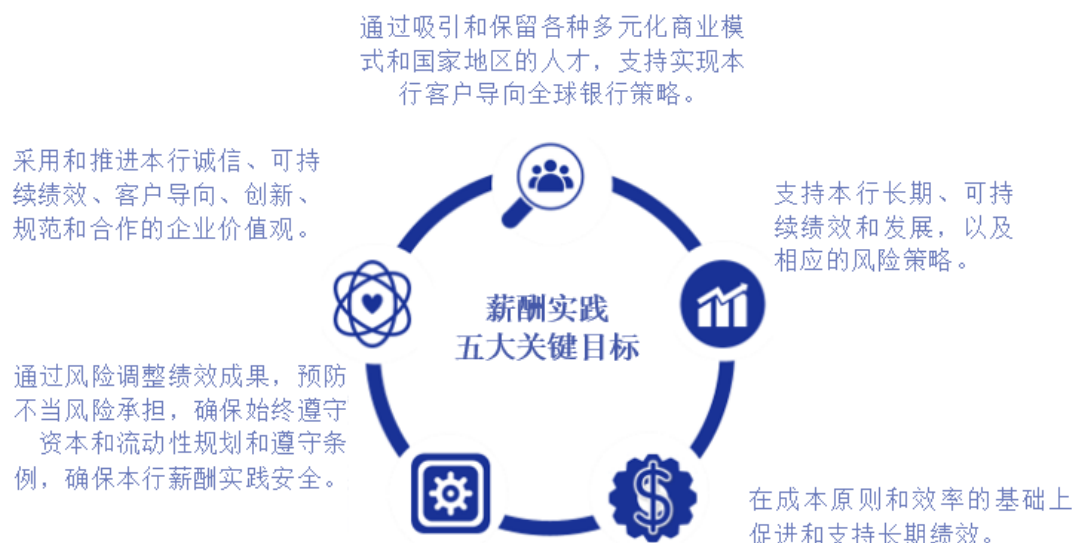 通过吸引和保留各种多元化商业模
式和国家地区的人才，支持实现本
行客户导向全球银行策略。
采用和推进本行诚信、可持
续绩效、客户导向、创新、
规范和合作的企业价值观。
支持本行长期、可持
续绩效和发展，以及
相应的风险策略。
薪酬实践
五大关键目标
通过风险调整绩效成果，预防
不当风险承担，确保始终遵守
资本和流动性规划和遵守条
例，确保本行薪酬实践安全。
在成本原则和效率的基础上
促进和支持长期绩效。